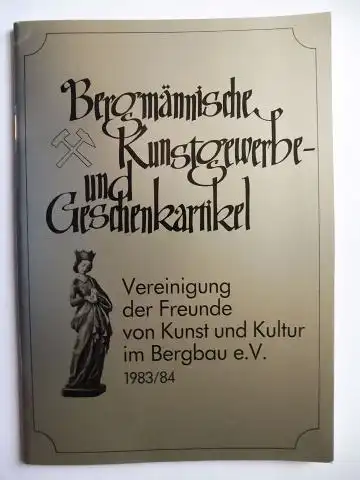 Bergmännische
Kunstgewerbe-
und
Geschenkartikel
Vereinigung
der Freunde
von Kunst und Kultur
im Bergbau e.V.
1983/84